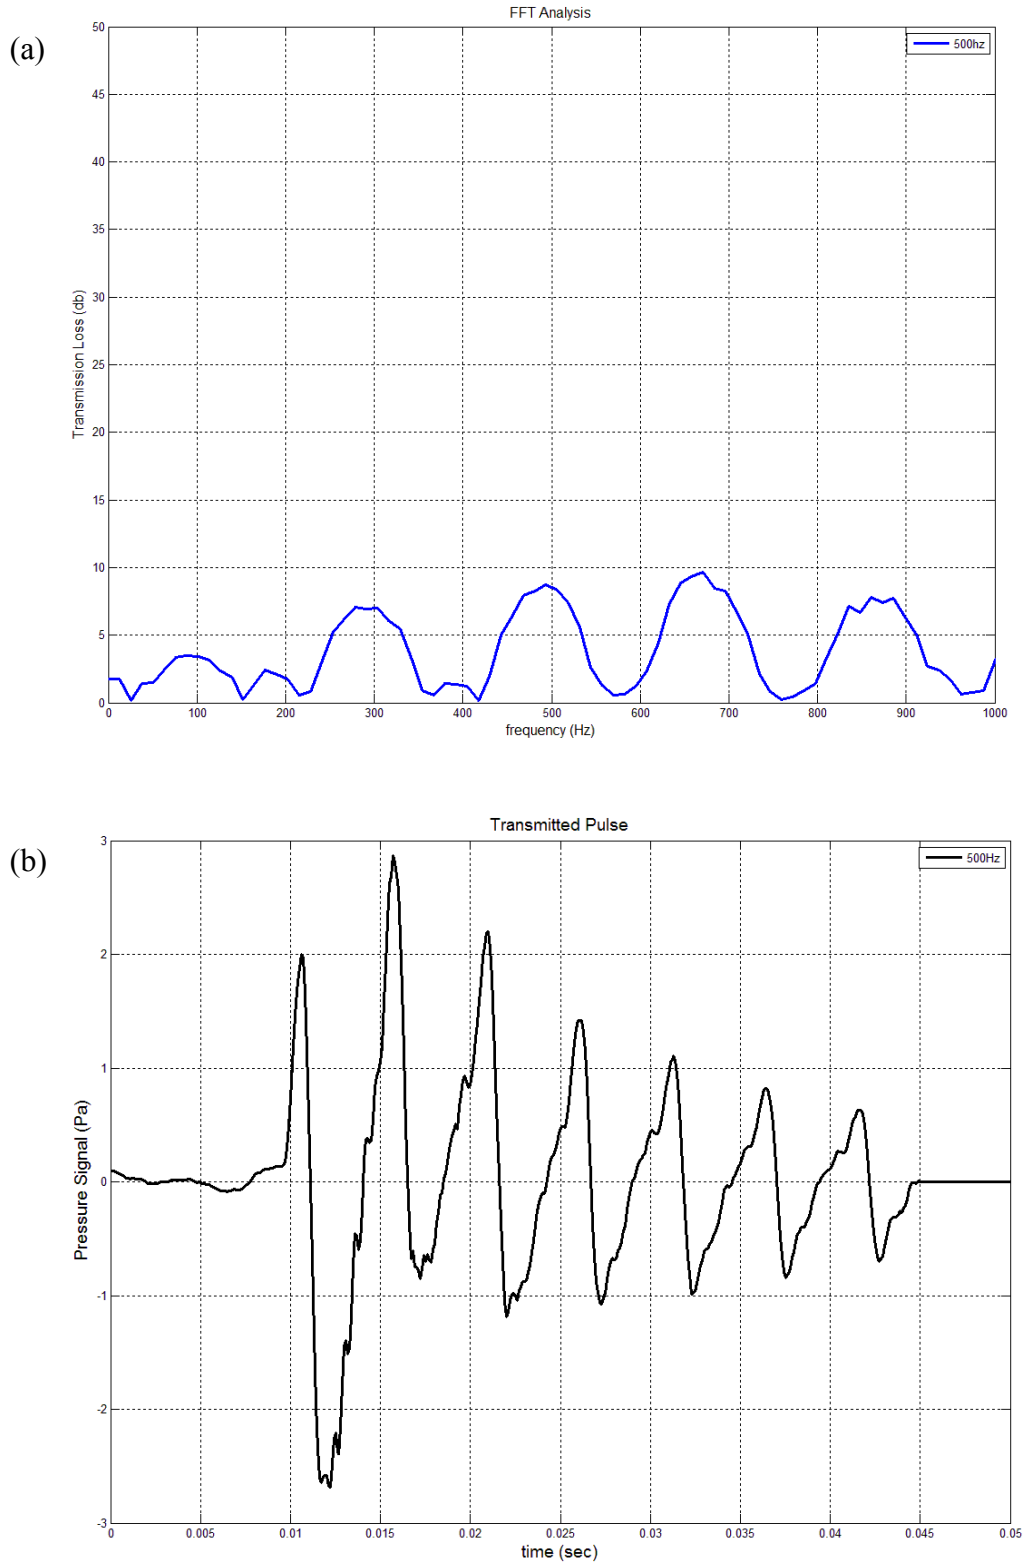 FFT Analysis
(a)
500hz
50
45
40
35
30
25
20
15
10
5
0
Transmission Loss (db)
0 100 200 300 400 500 600 700 800 900 1000
frequency (Hz)
Transmitted Pulse
(b)
500Hz
3
2
1
0
-1
-2
-3
Pressure Signal (Pa)
0 0.005 0.01 0.015 0.02 0.025 0.03 0.035 0.04 0.045 0.05
time (sec)